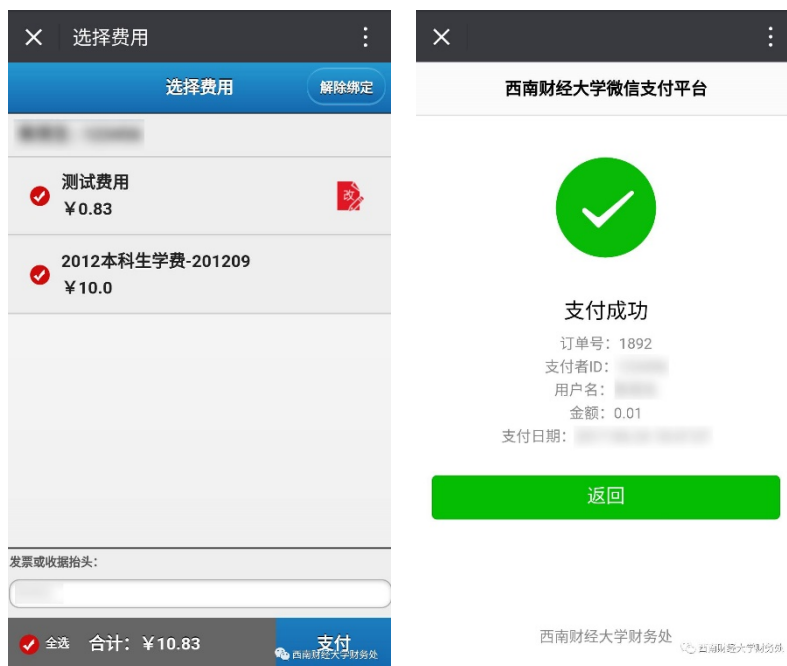 选择费用
选择费用
解除绑定
测试费用
￥0.83
改
2012本科生学费-201209
￥10.0
发票或收据抬头：
全选
合计：￥10.83
支付
西南财经大学财务处
西南财经大学微信支付平台
支付成功
订单号：1892
支付者ID：
用户名：
金额：0.01
支付日期：
返回
西南财经大学财务处
西南财经大学财务处